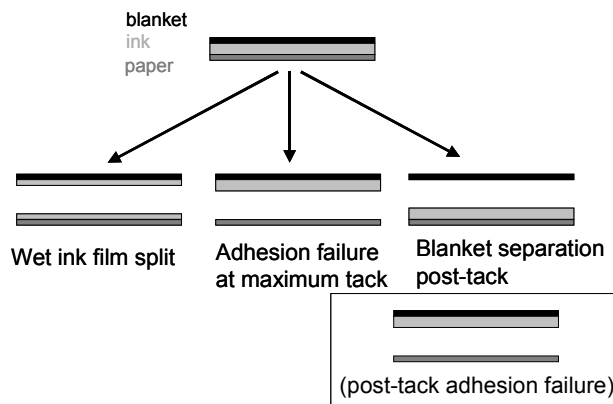 blanket
ink
paper
Wet ink film split
Adhesion failure
at maximum tack
Blanket separation
post-tack
(post-tack adhesion failure)